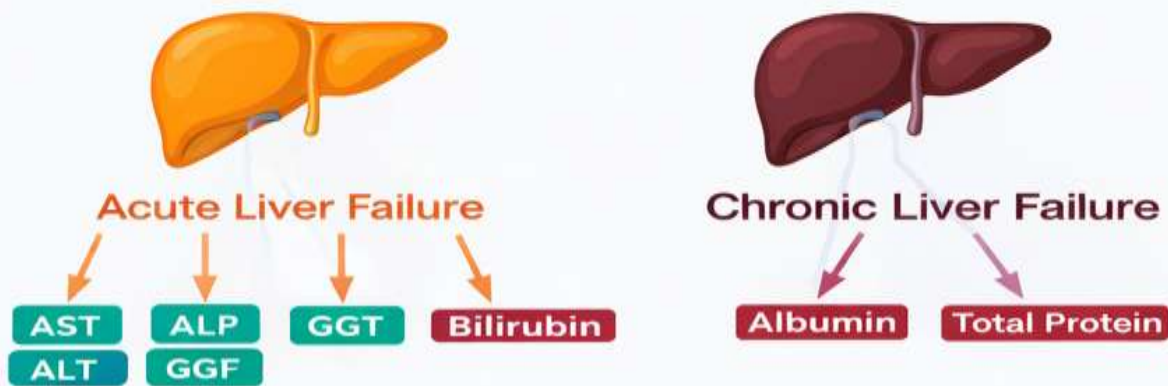 Acute Liver Failure
Chronic Liver Failure
AST
ALP
GGT
Bilirubin
Albumin
Total Protein
ALT
GGF